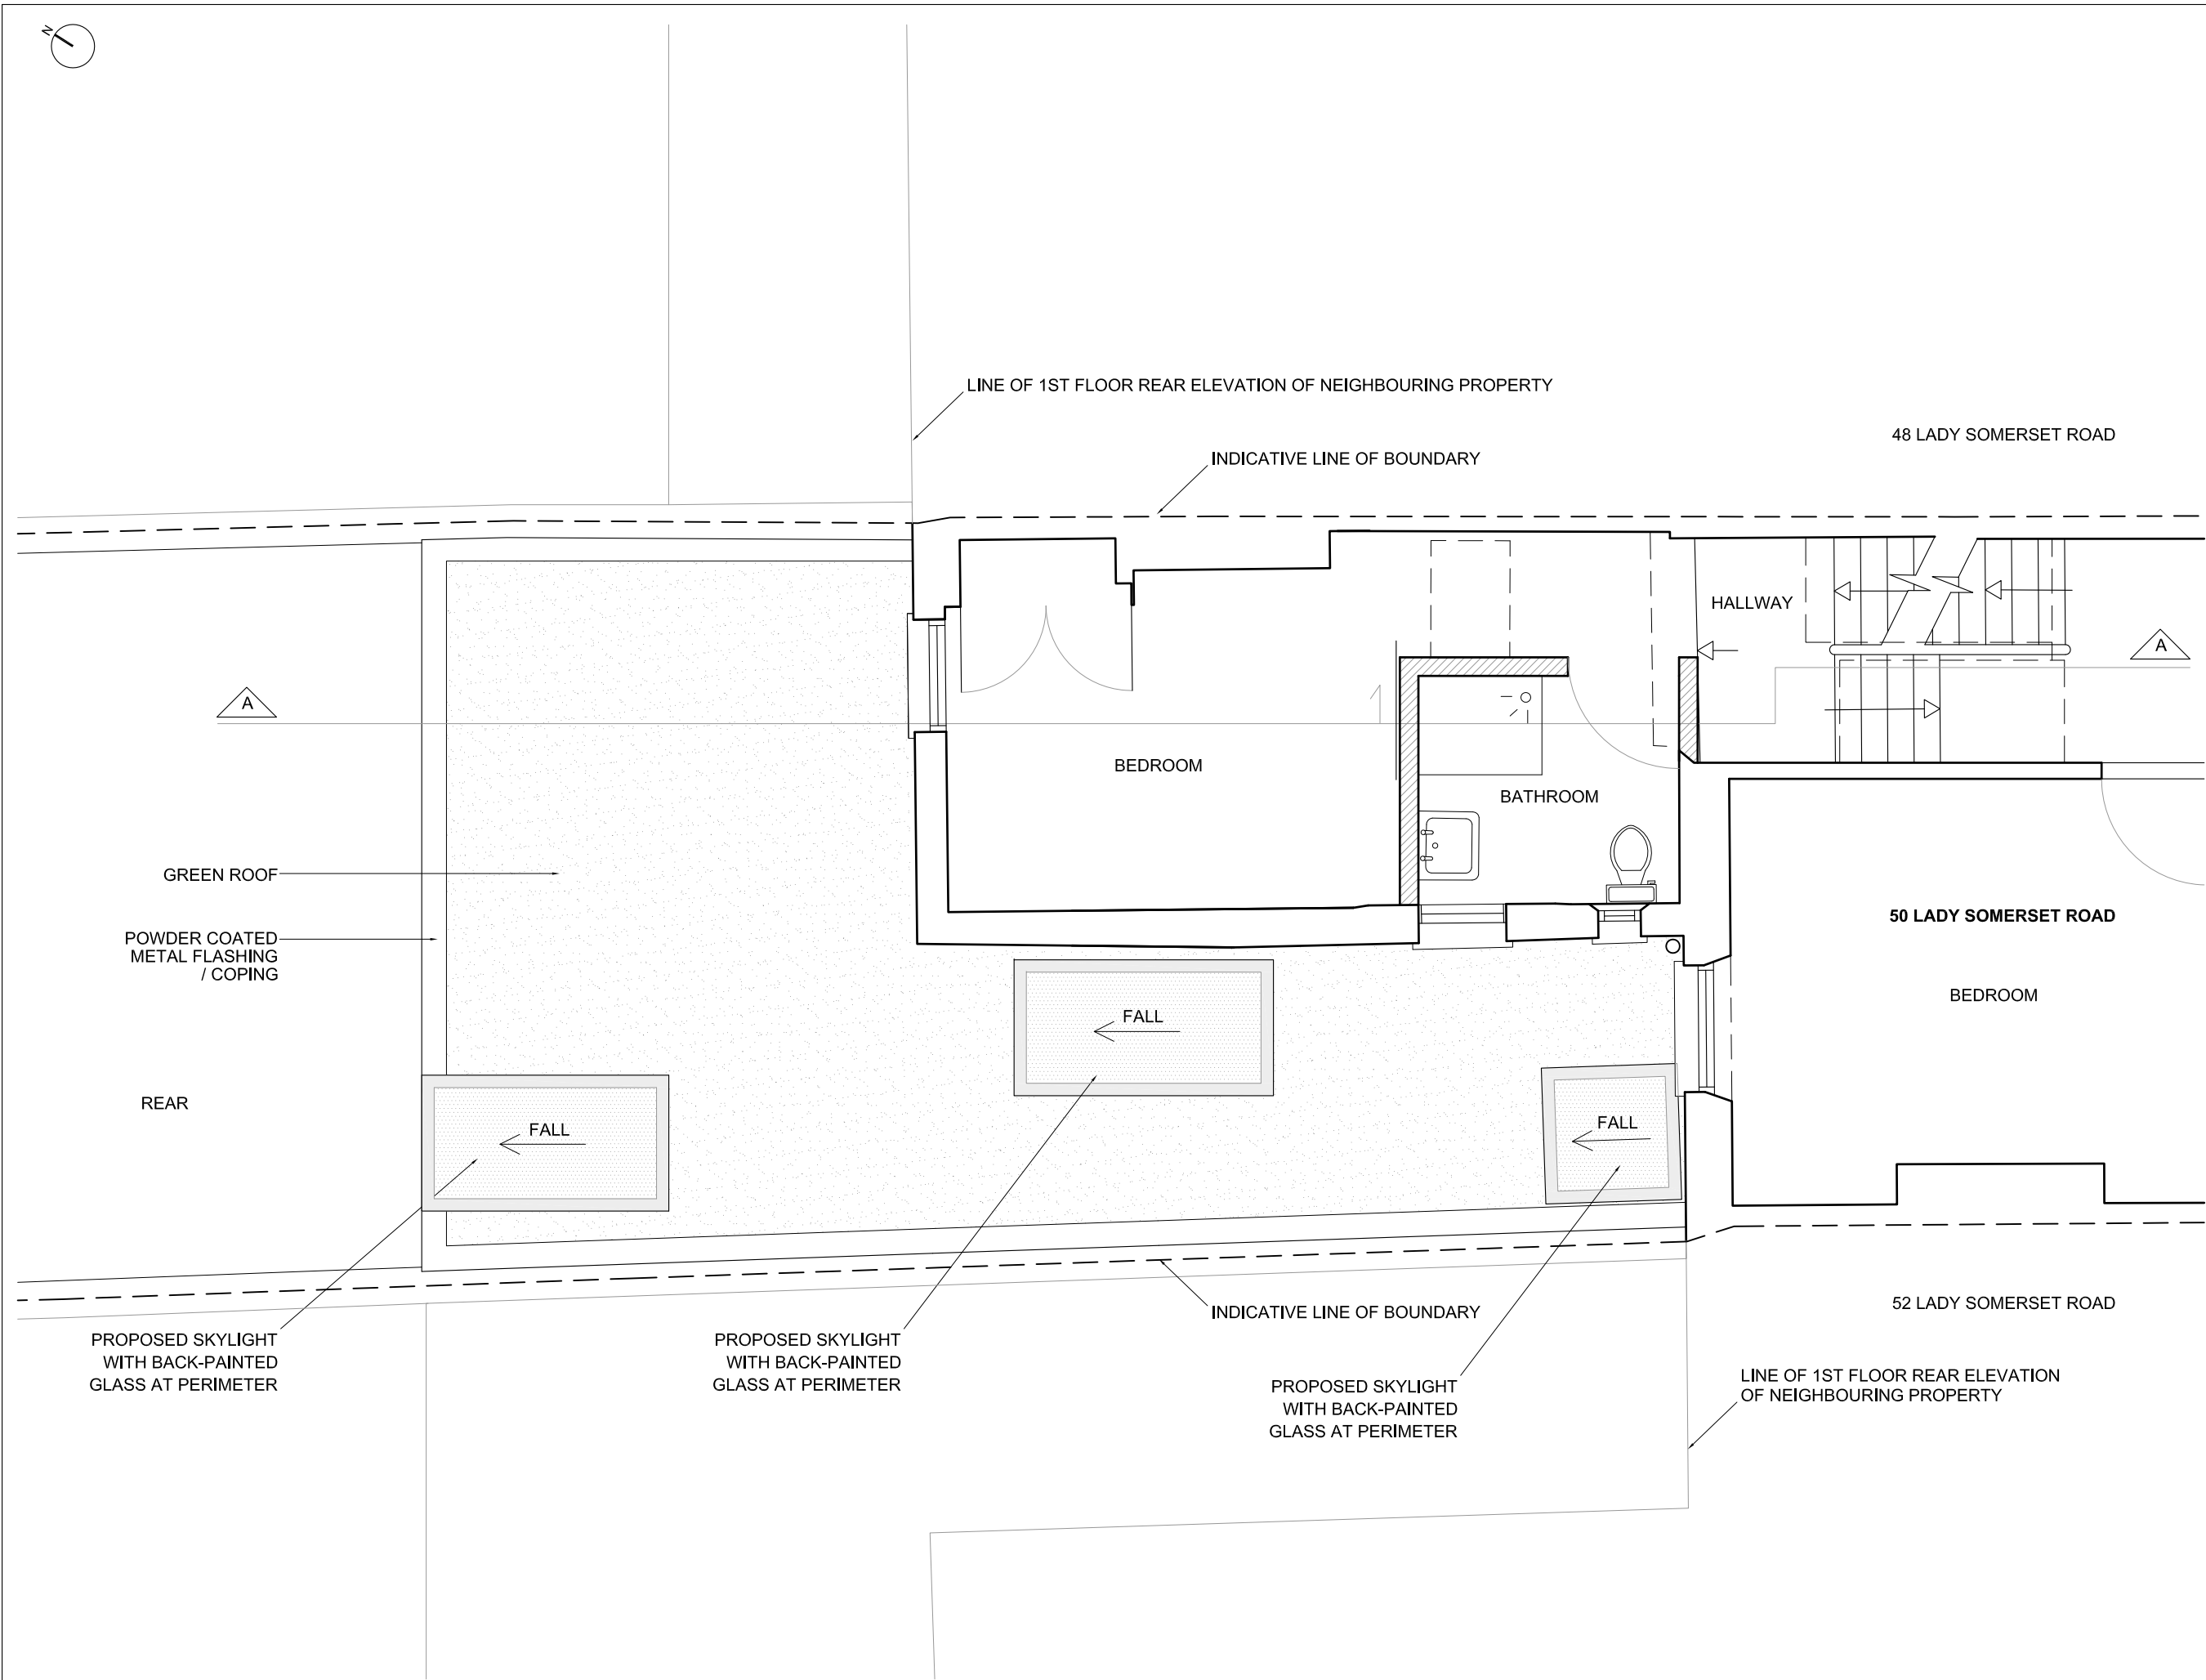 N
LINE OF 1ST FLOOR REAR ELEVATION OF NEIGHBOURING PROPERTY
48 LADY SOMERSET ROAD
INDICATIVE LINE OF BOUNDARY
HALLWAY
A
A
BEDROOM
BATHROOM
GREEN ROOF
POWDER COATED
METAL FLASHING
/ COPING
50 LADY SOMERSET ROAD
BEDROOM
FALL
REAR
FALL
FALL
INDICATIVE LINE OF BOUNDARY
52 LADY SOMERSET ROAD
PROPOSED SKYLIGHT
WITH BACK-PAINTED
GLASS AT PERIMETER
PROPOSED SKYLIGHT
WITH BACK-PAINTED
GLASS AT PERIMETER
PROPOSED SKYLIGHT
WITH BACK-PAINTED
GLASS AT PERIMETER
LINE OF 1ST FLOOR REAR ELEVATION
OF NEIGHBOURING PROPERTY